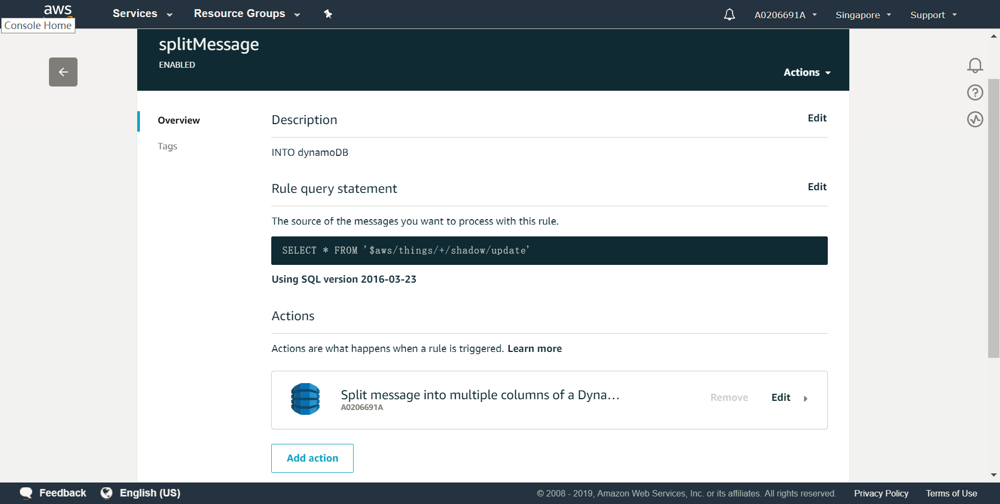 aws
Services
Resource Groups
A0206691A
Singapore
Support
Console Home
splitMessage
ENABLED
Actions
Overview
Tags
Description
Edit
INTO dynamoDB
Rule query statement
Edit
The source of the messages you want to process with this rule.
SELECT * FROM '$aws/things/+/shadow/update'
Using SQL version 2016-03-23
Actions
Actions are what happens when a rule is triggered. Learn more
Split message into multiple columns of a Dyna...
A0206691A
Remove
Edit
Add action
Feedback
English (US)
© 2008 - 2019, Amazon Web Services, Inc. or its affiliates. All rights reserved.
Privacy Policy
Terms of Use